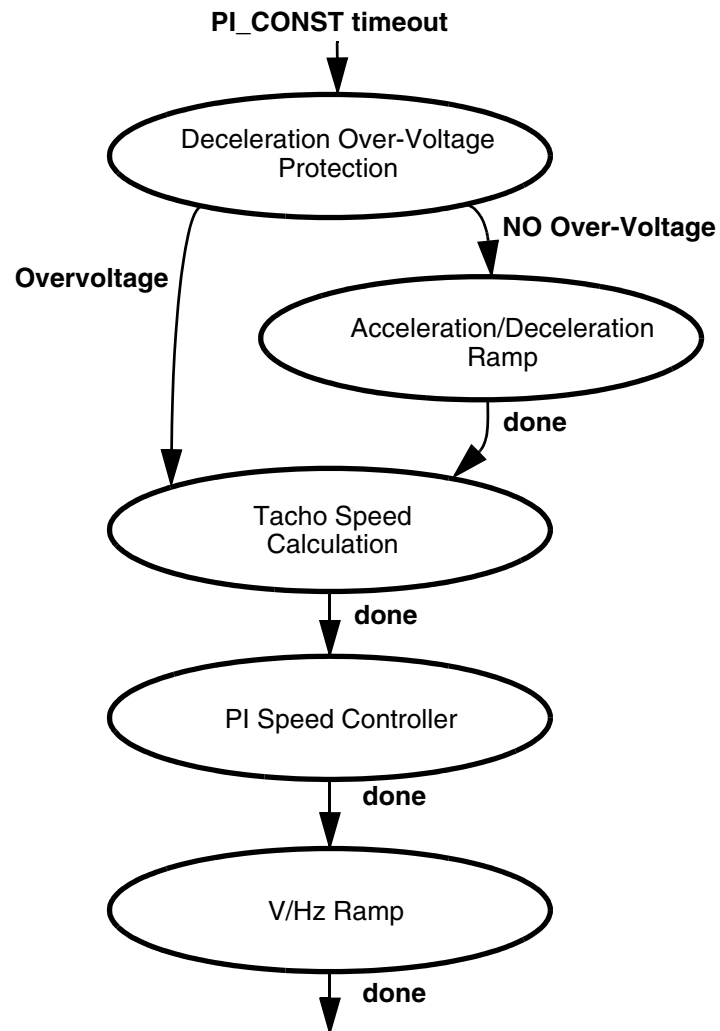 PI_CONST timeout
Deceleration Over-Voltage
Protection
NO Over-Voltage
Overvoltage
Acceleration/Deceleration
Ramp
done
Tacho Speed
Calculation
done
PI Speed Controller
done
V/Hz Ramp
done